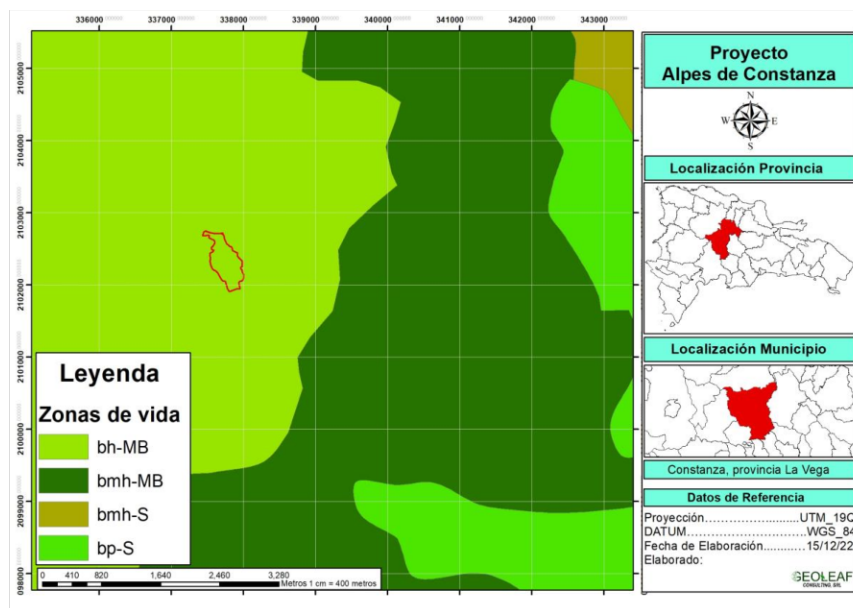 336000 337000 338000 339000 340000 341000 342000 343000
2105000
2104000
2103000
2102000
2101000
2100000
2099000
2098000
Leyenda
Zonas de vida
bh-MB
bmh-MB
bmh-S
bp-S
0 410 820 1,640 2,460 3,280
Metros 1 cm = 400 metros
Proyecto
Alpes de Constanza
N
W E
S
Localización Provincia
Localización Municipio
Constanza, provincia La Vega
Datos de Referencia
Proyección.......................UTM_19Q
DATUM.......................WGS_84
Fecha de Elaboración...........15/12/22
Elaborado:
GEOLEAF
CONSULTING, SRL